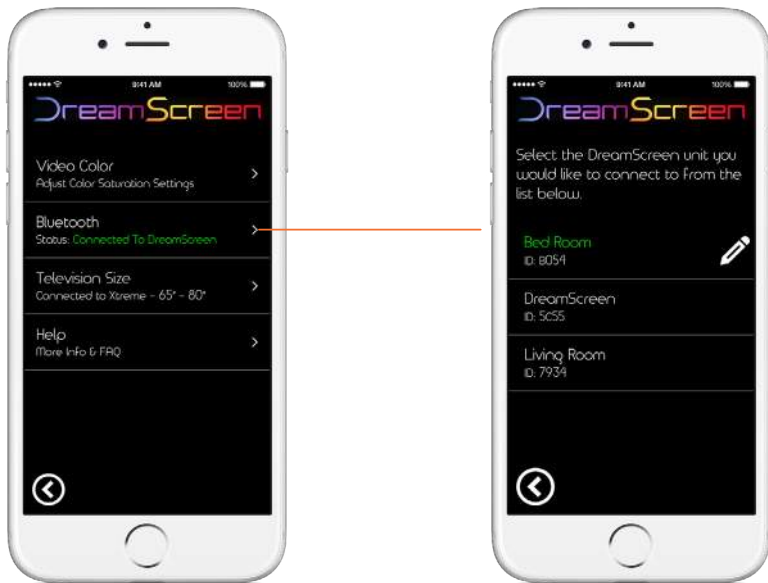 9:41 AM 100%
DreamScreen
Video Color
Adjust Color Saturation Settings
Bluetooth
Status: Connected To DreamScreen
Television Size
Connected to Xtreme - 65" - 80"
Help
More Info & FAQ
9:41 AM 100%
DreamScreen
Select the DreamScreen unit you
would like to connect to from the
list below.
Bed Room
ID: B054
DreamScreen
ID: 5C55
Living Room
ID: 7934